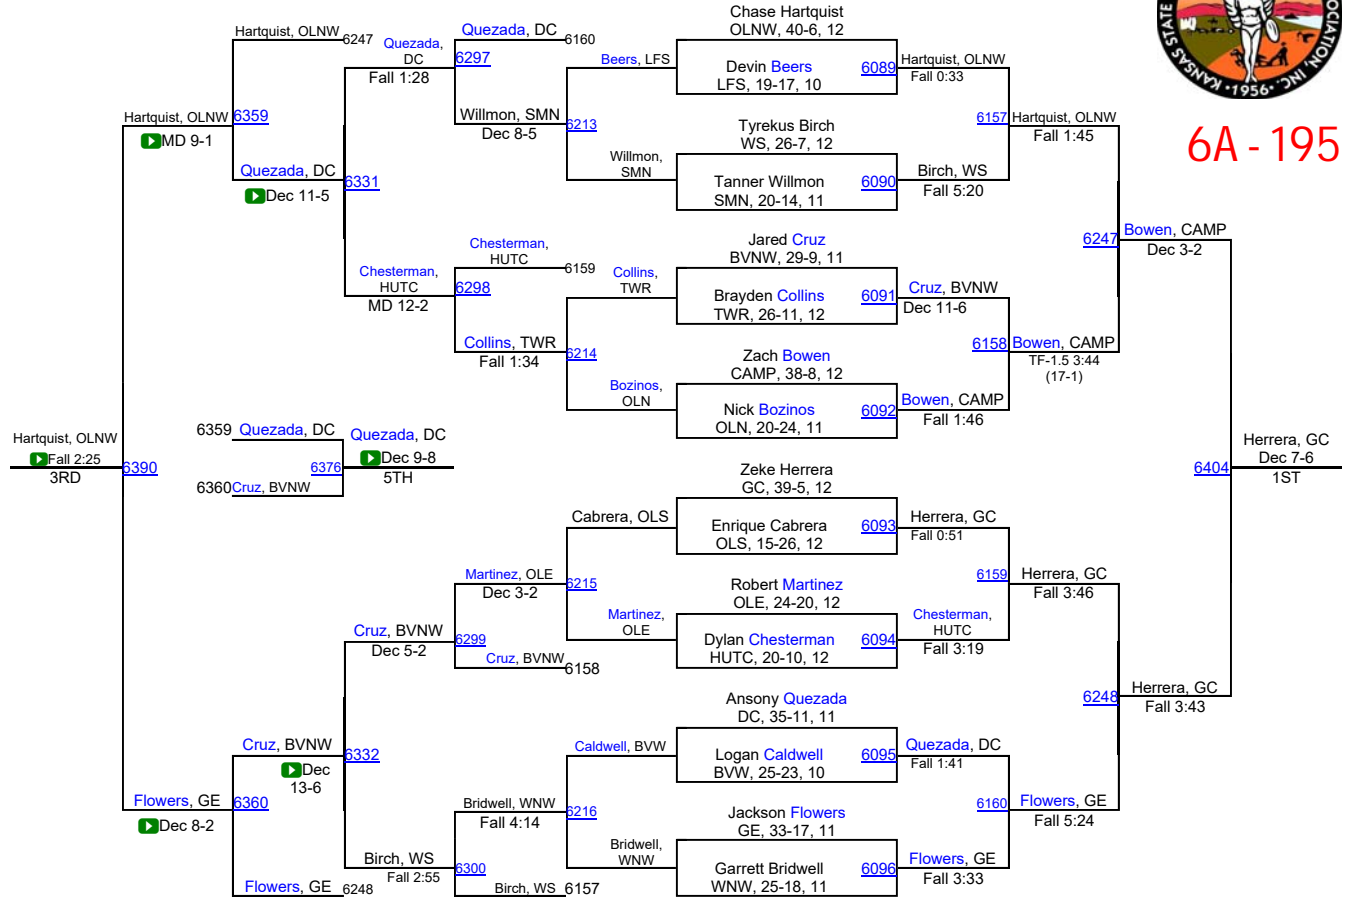 KANSAS STATE
OCIATION, INC.
·1956·
6A - 195
Chase Hartquist
OLNW, 40-6, 12
Devin Beers
LFS, 19-17, 10
6089
Tyrekus Birch
WS, 26-7, 12
Tanner Willmon
SMN, 20-14, 11
6090
Jared Cruz
BVNW, 29-9, 11
Brayden Collins
TWR, 26-11, 12
6091
Zach Bowen
CAMP, 38-8, 12
Nick Bozinos
OLN, 20-24, 11
6092
Zeke Herrera
GC, 39-5, 12
Enrique Cabrera
OLS, 15-26, 12
6093
Robert Martinez
OLE, 24-20, 12
Dylan Chesterman
HUTC, 20-10, 12
6094
Ansony Quezada
DC, 35-11, 11
Logan Caldwell
BVW, 25-23, 10
6095
Jackson Flowers
GE, 33-17, 11
Garrett Bridwell
WNW, 25-18, 11
6096
Hartquist, OLNW
Fall 0:33
6157
Birch, WS
Fall 5:20
Cruz, BVNW
Dec 11-6
6158
Bowen, CAMP
Fall 1:46
Herrera, GC
Fall 0:51
6159
Chesterman,
HUTC
Fall 3:19
Quezada, DC
Fall 1:41
6160
Flowers, GE
Fall 3:33
Hartquist, OLNW
Fall 1:45
6247
Bowen, CAMP
TF-1.5 3:44
(17-1)
Herrera, GC
Fall 3:46
6248
Flowers, GE
Fall 5:24
Bowen, CAMP
Dec 3-2
6404
Herrera, GC
Fall 3:43
Herrera, GC
Dec 7-6
1ST
Beers, LFS
6213
Willmon,
SMN
Collins,
TWR
6214
Bozinos,
OLN
Cabrera, OLS
6215
Martinez,
OLE
Caldwell, BVW
6216
Bridwell,
WNW
Quezada, DC
6160
6297
Willmon, SMN
Dec 8-5
Chesterman,
HUTC
6159
6298
Collins, TWR
Fall 1:34
Martinez, OLE
Dec 3-2
6299
Cruz, BVNW
6158
Bridwell, WNW
Fall 4:14
6300
Birch, WS
6157
Quezada,
DC
Fall 1:28
6331
Chesterman,
HUTC
MD 12-2
Cruz, BVNW
Dec 5-2
6332
Birch, WS
Fall 2:55
Hartquist, OLNW
6247
6359
Quezada, DC
Dec 11-5
Cruz, BVNW
Dec
13-6
6360
Flowers, GE
6248
Hartquist, OLNW
MD 9-1
6390
Flowers, GE
Dec 8-2
Hartquist, OLNW
Fall 2:25
3RD
6359
Quezada, DC
6376
6360
Cruz, BVNW
Quezada, DC
Dec 9-8
5TH